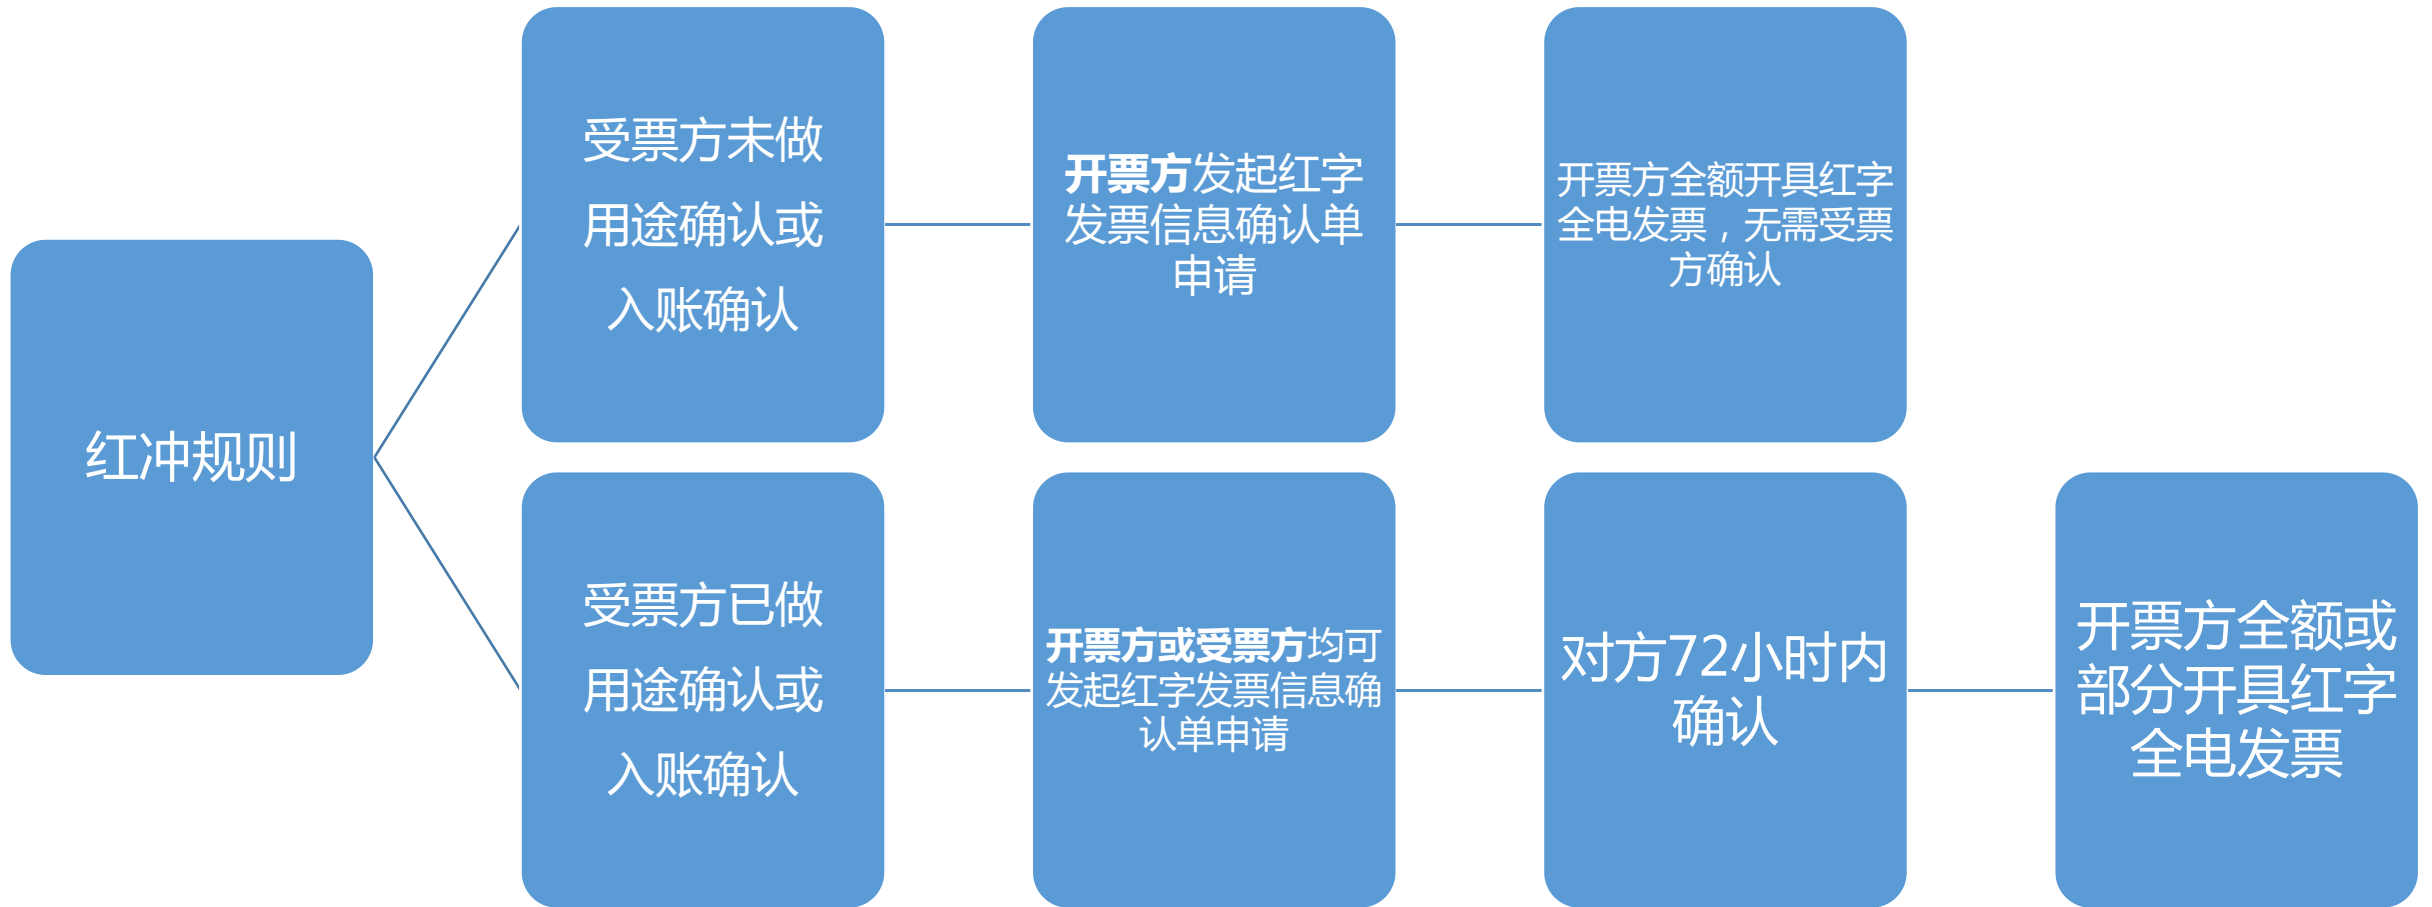 红冲规则
受票方未做
用途确认或
入账确认
开票方发起红字
发票信息确认单
申请
开票方全额开具红字
全电发票，无需受票
方确认
受票方已做
用途确认或
入账确认
开票方或受票方均可
发起红字发票信息确
认单申请
对方72小时内
确认
开票方全额或
部分开具红字
全电发票